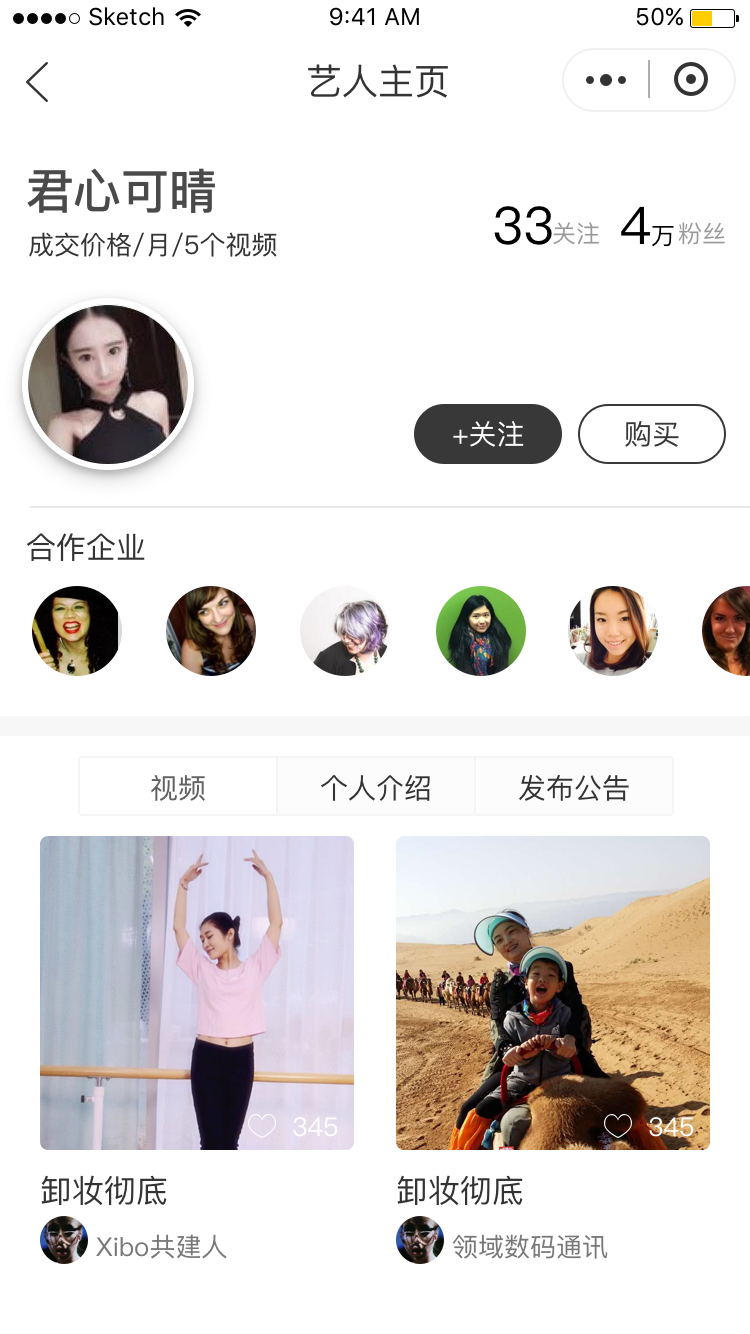 Sketch 9:41 AM 50%
艺人主页
君心可晴
成交价格/月/5个视频
33关注 4万粉丝
+关注 购买
合作企业
视频 个人介绍 发布公告
345 345
卸妆彻底 卸妆彻底
Xibo共建人 领域数码通讯